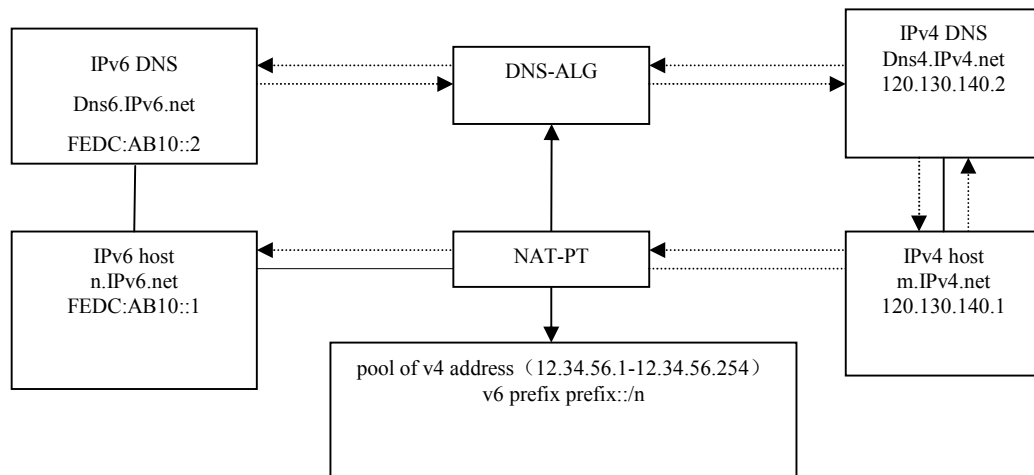 IPv6 DNS
Dns6.IPv6.net
FEDC:AB10::2
DNS-ALG
IPv4 DNS
Dns4.IPv4.net
120.130.140.2
IPv6 host
n.IPv6.net
FEDC:AB10::1
NAT-PT
IPv4 host
m.IPv4.net
120.130.140.1
pool of v4 address（12.34.56.1-12.34.56.254）
v6 prefix prefix::/n